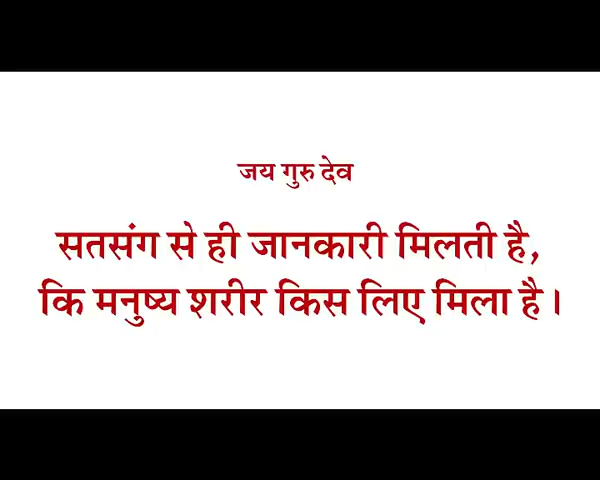 जय गुरु देव
सतसंग से ही जानकारी मिलती है,
कि मनुष्य शरीर किस लिए मिला है।